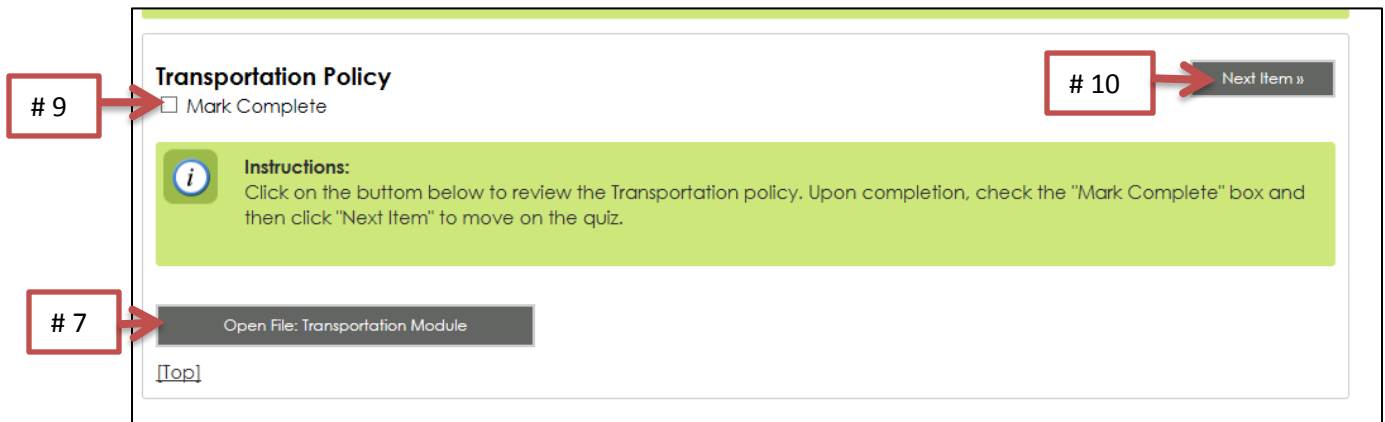 Transportation Policy
# 10
Next Item »
# 9
Mark Complete
i
Instructions:
Click on the buttom below to review the Transportation policy. Upon completion, check the "Mark Complete" box and
then click "Next Item" to move on the quiz.
# 7
Open File: Transportation Module
[Top]